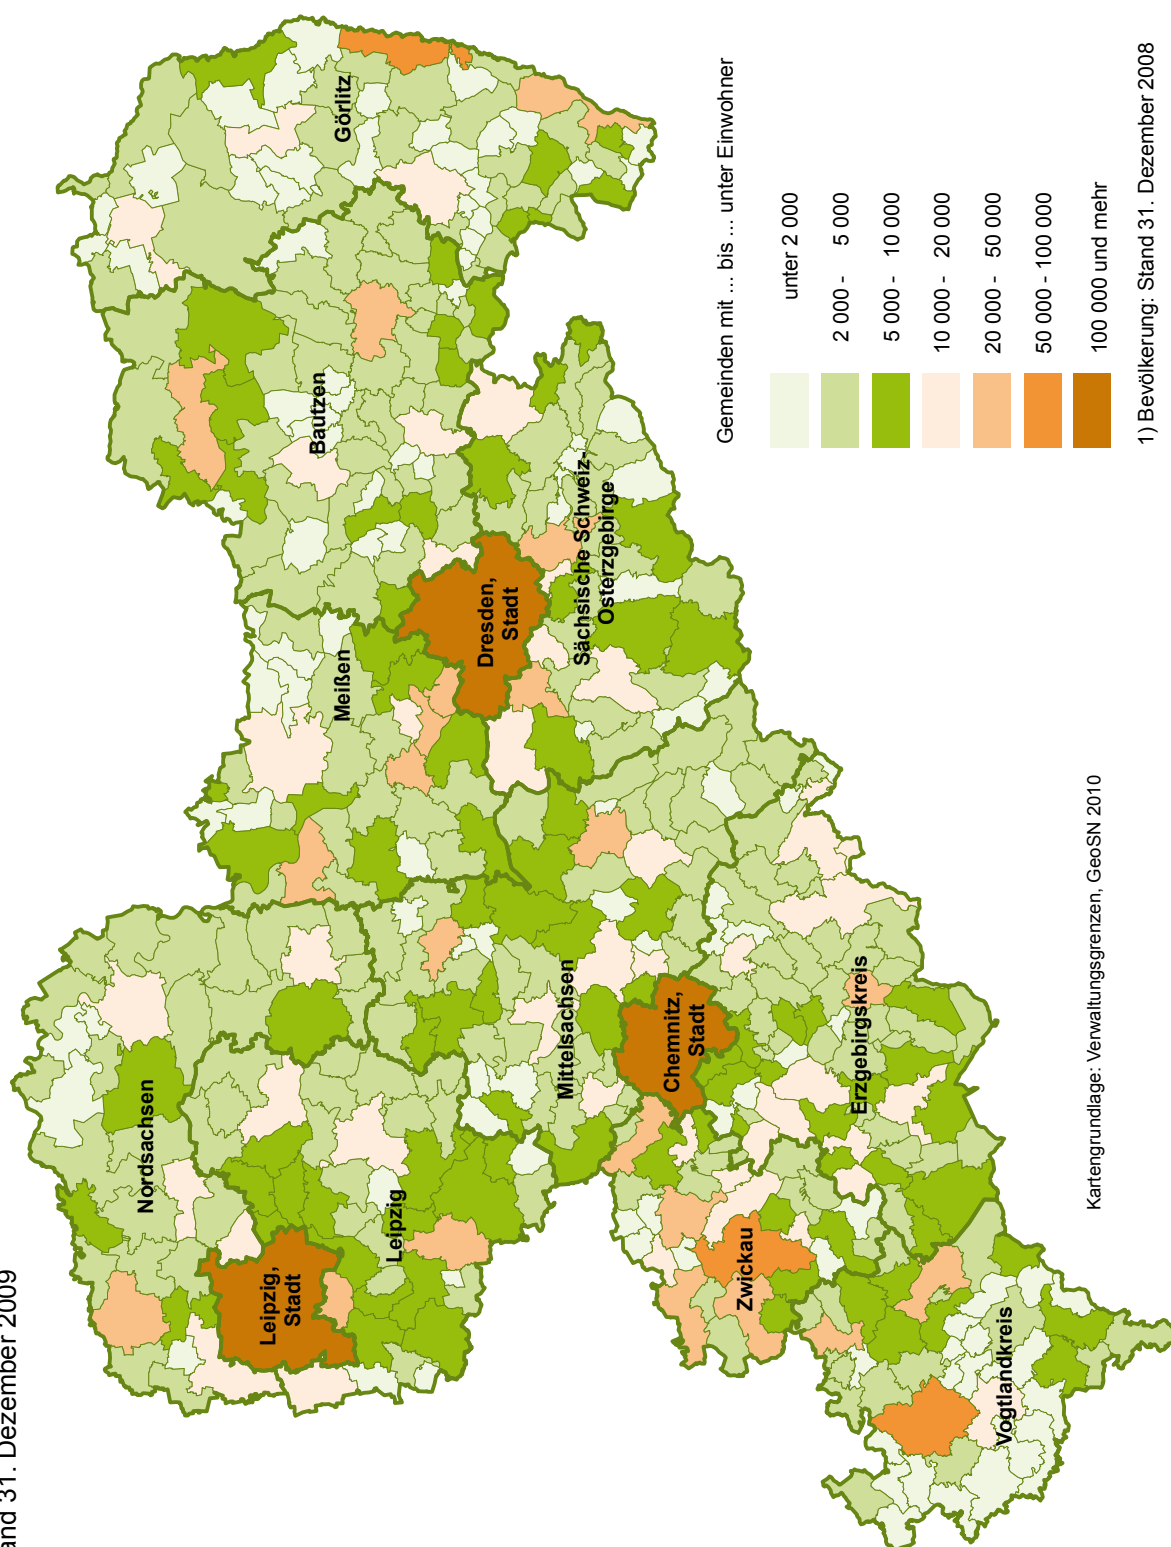 and 31. Dezember 2009
Görlitz
Bautzen
Meißen
Nordsachsen
Dresden,
Stadt
Sächsische Schweiz-
Osterzgebirge
Leipzig,
Stadt
Leipzig
Mittelsachsen
Chemnitz,
Stadt
Erzgebirgskreis
Zwickau
Vogtlandkreis
Gemeinden mit ... bis ... unter Einwohner
unter 2 000
2 000 - 5 000
5 000 - 10 000
10 000 - 20 000
20 000 - 50 000
50 000 - 100 000
100 000 und mehr
1) Bevölkerung: Stand 31. Dezember 2008
Kartengrundlage: Verwaltungsgrenzen, GeoSN 2010